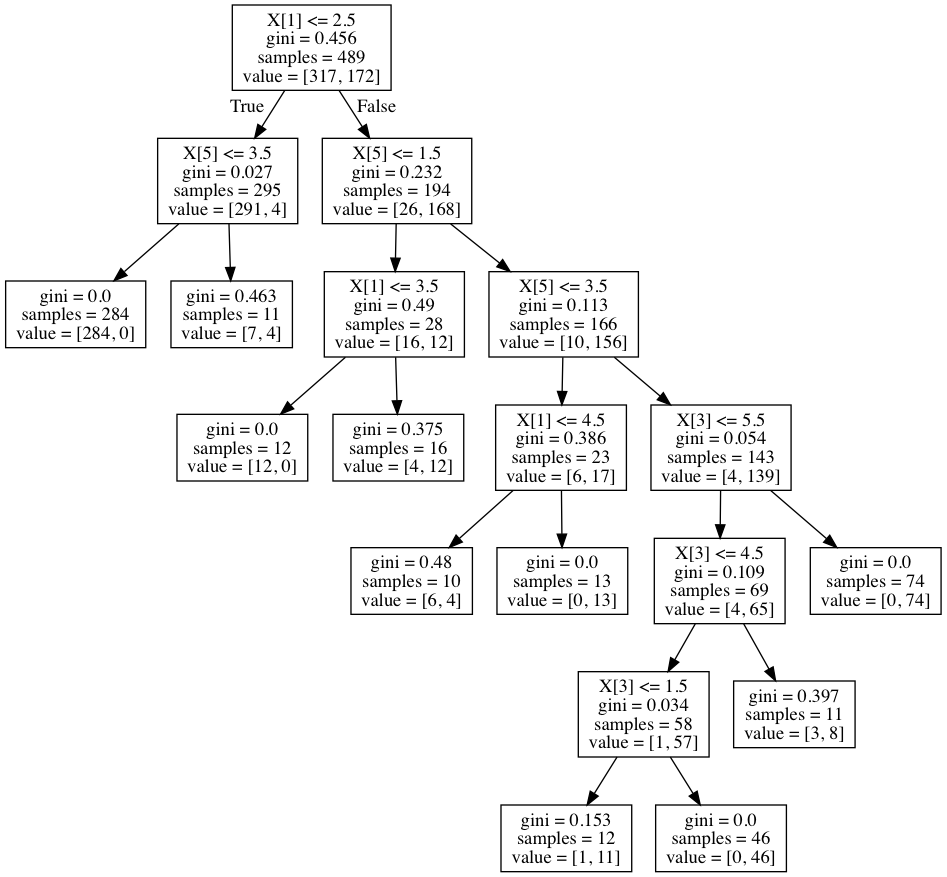 X[1] <= 2.5
gini = 0.456
samples = 489
value = [317, 172]
True
False
X[5] <= 3.5
gini = 0.027
samples = 295
value = [291, 4]
X[5] <= 1.5
gini = 0.232
samples = 194
value = [26, 168]
gini = 0.0
samples = 284
value = [284, 0]
gini = 0.463
samples = 11
value = [7, 4]
X[1] <= 3.5
gini = 0.49
samples = 28
value = [16, 12]
X[5] <= 3.5
gini = 0.113
samples = 166
value = [10, 156]
gini = 0.0
samples = 12
value = [12, 0]
gini = 0.375
samples = 16
value = [4, 12]
X[1] <= 4.5
gini = 0.386
samples = 23
value = [6, 17]
X[3] <= 5.5
gini = 0.054
samples = 143
value = [4, 139]
gini = 0.48
samples = 10
value = [6, 4]
gini = 0.0
samples = 13
value = [0, 13]
X[3] <= 4.5
gini = 0.109
samples = 69
value = [4, 65]
gini = 0.0
samples = 74
value = [0, 74]
X[3] <= 1.5
gini = 0.034
samples = 58
value = [1, 57]
gini = 0.397
samples = 11
value = [3, 8]
gini = 0.153
samples = 12
value = [1, 11]
gini = 0.0
samples = 46
value = [0, 46]